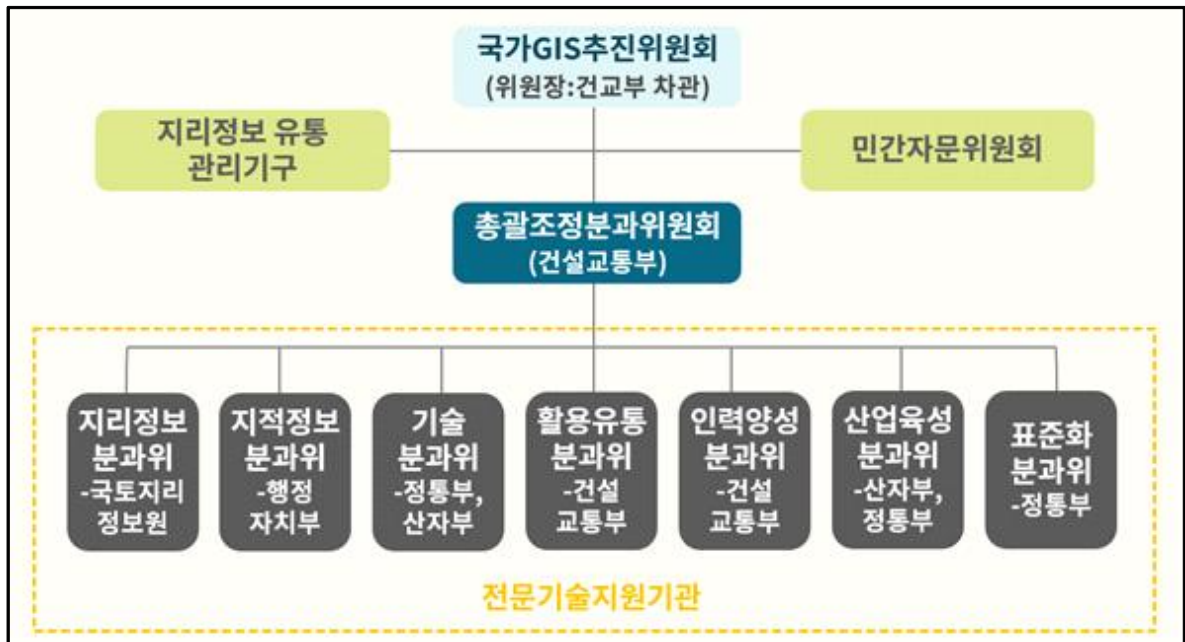 국가GIS추진위원회
(위원장:건교부 차관)
지리정보 유통
관리기구
민간자문위원회
총괄조정분과위원회
(건설교통부)
지리정보
분과위
-국토지리
정보원
지적정보
분과위
-행정
자치부
기술
분과위
-정통부,
산자부
활용유통
분과위
-건설
교통부
인력양성
분과위
-건설
교통부
산업육성
분과위
-산자부,
정통부
표준화
분과위
-정통부
전문기술지원기관